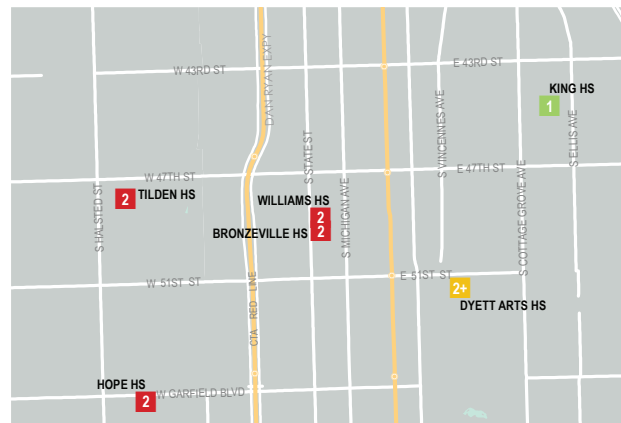 DAN RYAN EXPY
W 43RD ST
E 43RD ST
KING HS
1
S ELLIS AVE
S STATE ST
S VINCENNES AVE
W 47TH ST
E 47TH ST
S HALSTED ST
2
TILDEN HS
WILLIAMS HS
2
BRONZEVILLE HS
2
S MICHIGAN AVE
S COTTAGE GROVE AVE
W 51ST ST
E 51ST ST
CTA RED LINE
2+
DYETT ARTS HS
HOPE HS
2
W GARFIELD BLVD